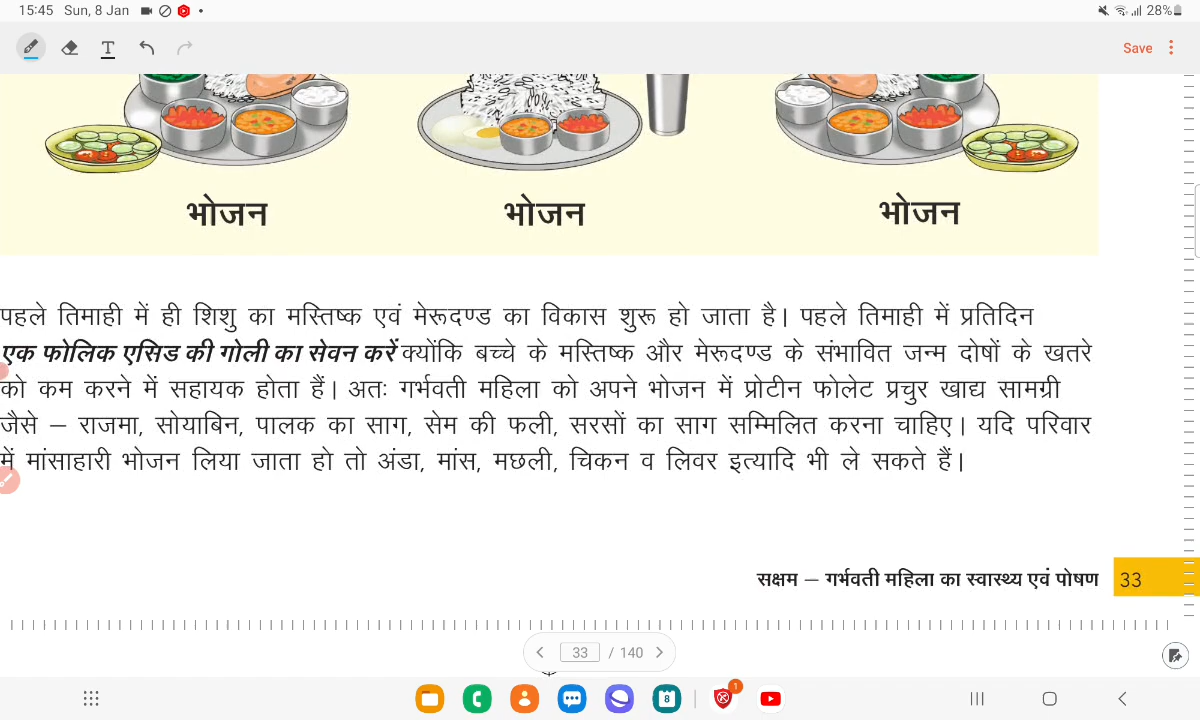 15:45 Sun, 8 Jan 28%
T Save
भोजन भोजन भोजन
पहले तिमाही में ही शिशु का मस्तिष्क एवं मेरूदण्ड का विकास शुरू हो जाता है। पहले तिमाही में प्रतिदिन
एक फोलिक एसिड की गोली का सेवन करें क्योंकि बच्चे के मस्तिष्क और मेरूदण्ड के संभावित जन्म दोषों के खतरे
को कम करने में सहायक होता हैं। अतः गर्भवती महिला को अपने भोजन में प्रोटीन फोलेट प्रचुर खाद्य सामग्री
जैसे – राजमा, सोयाबिन, पालक का साग, सेम की फली, सरसों का साग सम्मिलित करना चाहिए। यदि परिवार
में मांसाहारी भोजन लिया जाता हो तो अंडा, मांस, मछली, चिकन व लिवर इत्यादि भी ले सकते हैं।
सक्षम – गर्भवती महिला का स्वास्थ्य एवं पोषण 33
33 / 140
8 1